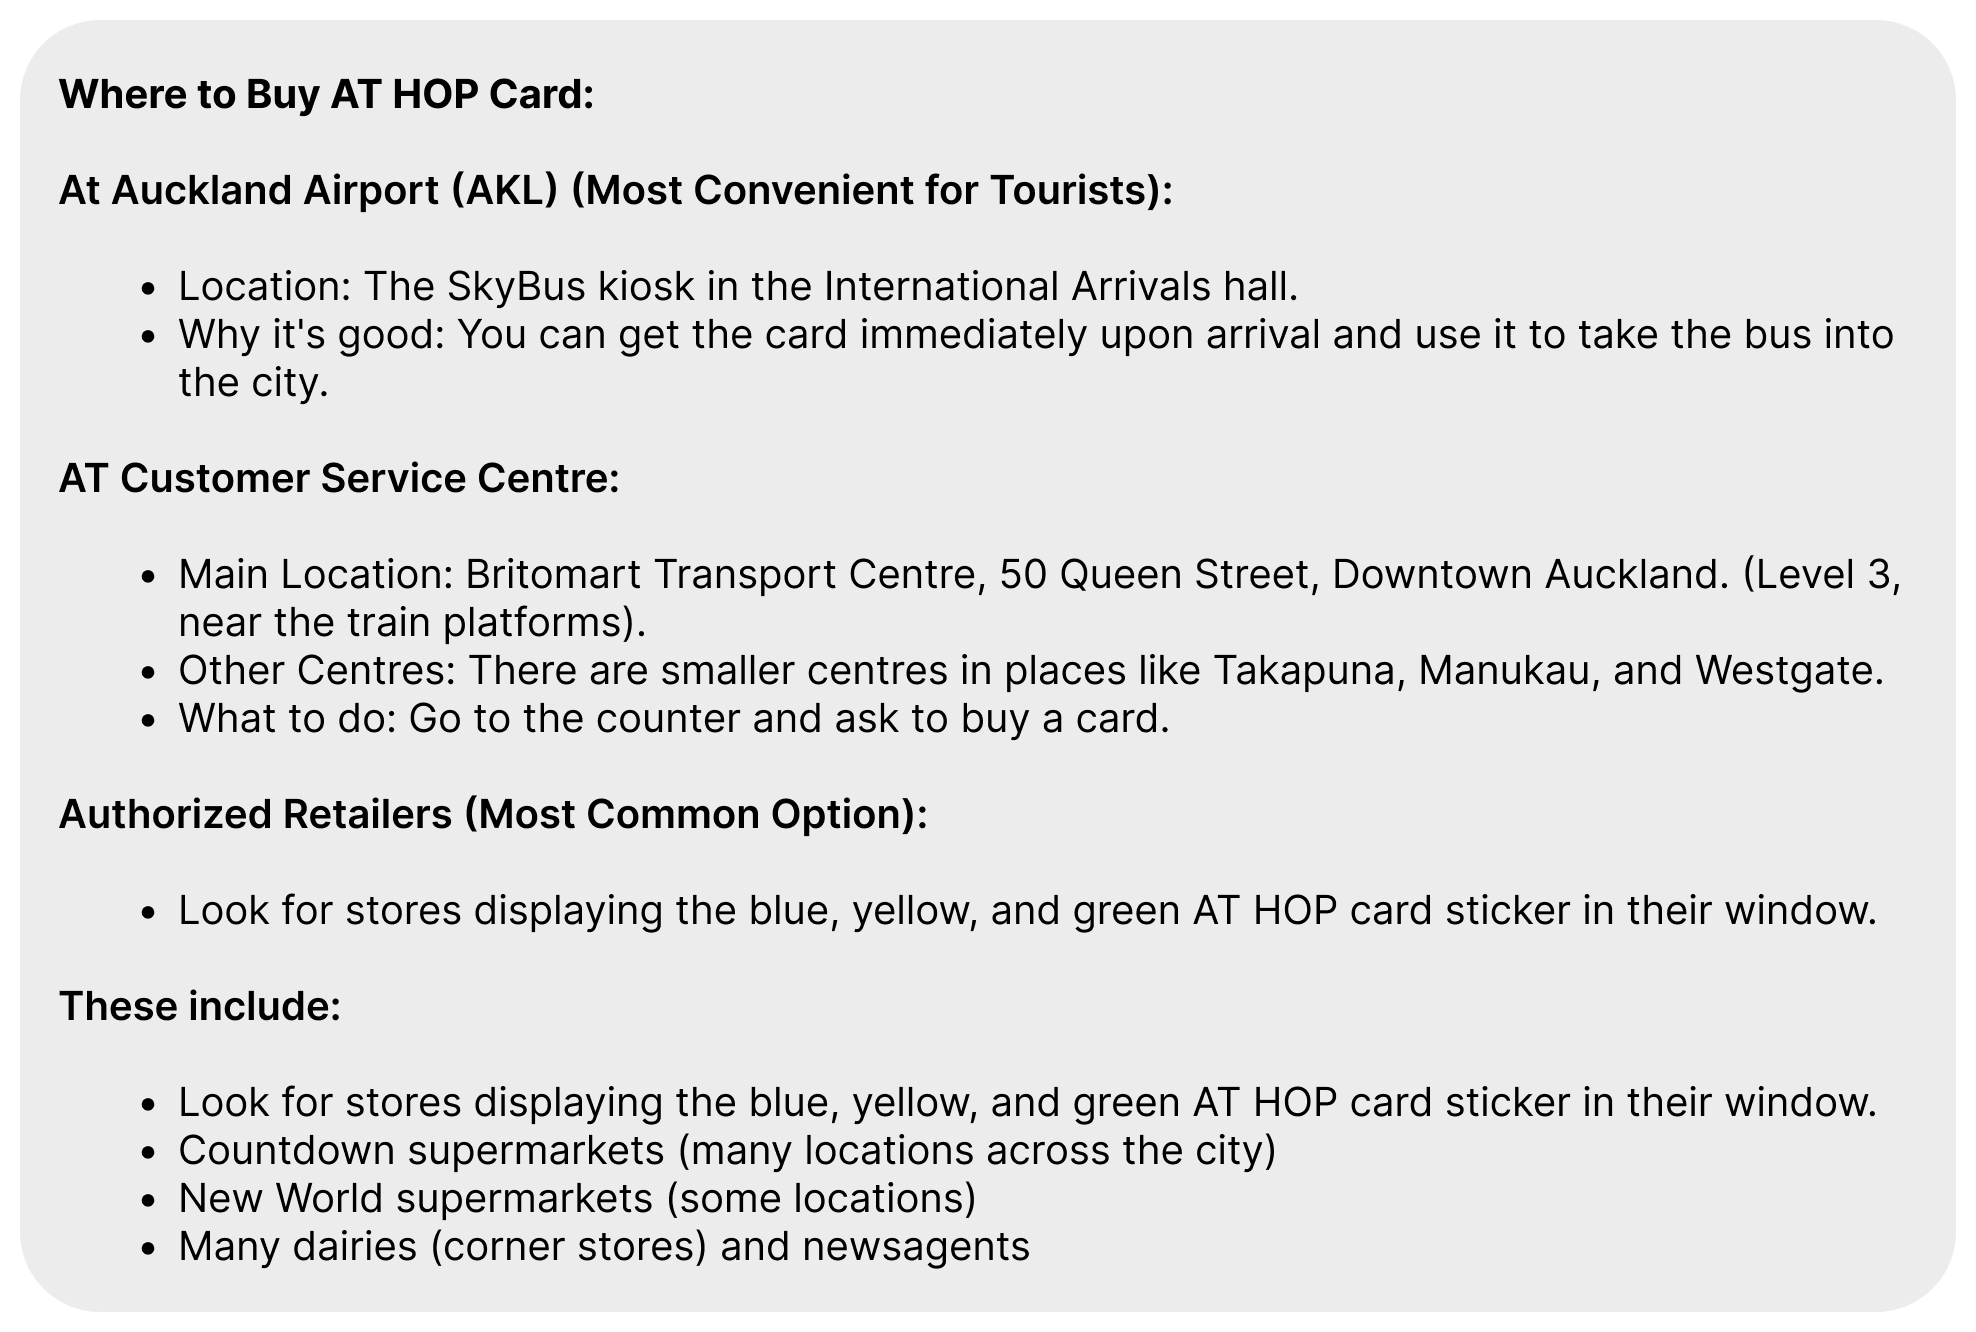 Where to Buy AT HOP Card:
At Auckland Airport (AKL) (Most Convenient for Tourists):
• Location: The SkyBus kiosk in the International Arrivals hall.
• Why it's good: You can get the card immediately upon arrival and use it to take the bus into
the city.
AT Customer Service Centre:
• Main Location: Britomart Transport Centre, 50 Queen Street, Downtown Auckland. (Level 3,
near the train platforms).
• Other Centres: There are smaller centres in places like Takapuna, Manukau, and Westgate.
• What to do: Go to the counter and ask to buy a card.
Authorized Retailers (Most Common Option):
• Look for stores displaying the blue, yellow, and green AT HOP card sticker in their window.
These include:
• Look for stores displaying the blue, yellow, and green AT HOP card sticker in their window.
• Countdown supermarkets (many locations across the city)
• New World supermarkets (some locations)
• Many dairies (corner stores) and newsagents